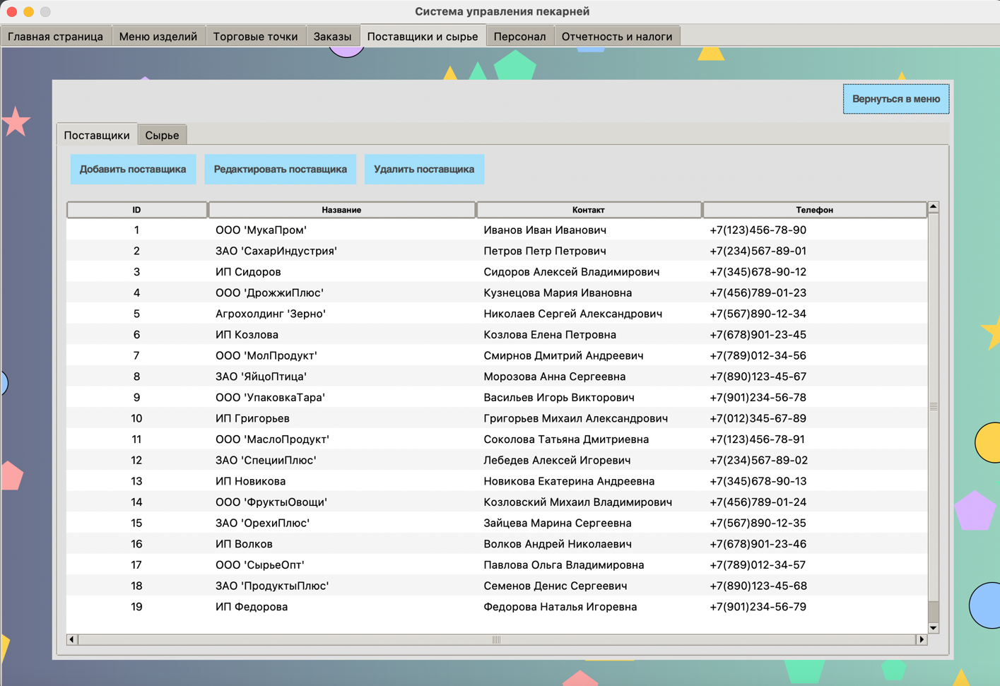 Система управления пекарней
Главная страница Меню изделий Торговые точки Заказы Поставщики и сырье Персонал Отчетность и налоги
Вернуться в меню
Поставщики Сырье
Добавить поставщика Редактировать поставщика Удалить поставщика
ID Название Контакт Телефон
1 ООО 'МукаПром' Иванов Иван Иванович +7(123)456-78-90
2 ЗАО 'СахарИндустрия' Петров Петр Петрович +7(234)567-89-01
3 ИП Сидоров Сидоров Алексей Владимирович +7(345)678-90-12
4 ООО 'ДрожжиПлюс' Кузнецова Мария Ивановна +7(456)789-01-23
5 Агрохолдинг 'Зерно' Николаев Сергей Александрович +7(567)890-12-34
6 ИП Козлова Козлова Елена Петровна +7(678)901-23-45
7 ООО 'МолПродукт' Смирнов Дмитрий Андреевич +7(789)012-34-56
8 ЗАО 'ЯйцоПтица' Морозова Анна Сергеевна +7(890)123-45-67
9 ООО 'УпаковкаТара' Васильев Игорь Викторович +7(901)234-56-78
10 ИП Григорьев Григорьев Михаил Александрович +7(012)345-67-89
11 ООО 'МаслоПродукт' Соколова Татьяна Дмитриевна +7(123)456-78-91
12 ЗАО 'СпецииПлюс' Лебедев Алексей Игоревич +7(234)567-89-02
13 ИП Новикова Новикова Екатерина Андреевна +7(345)678-90-13
14 ООО 'ФруктыОвощи' Козловский Михаил Владимирович +7(456)789-01-24
15 ЗАО 'ОрехиПлюс' Зайцева Марина Сергеевна +7(567)890-12-35
16 ИП Волков Волков Андрей Николаевич +7(678)901-23-46
17 ООО 'СырьеОпт' Павлова Ольга Владимировна +7(789)012-34-57
18 ЗАО 'ПродуктыПлюс' Семенов Денис Сергеевич +7(890)123-45-68
19 ИП Федорова Федорова Наталья Игоревна +7(901)234-56-79